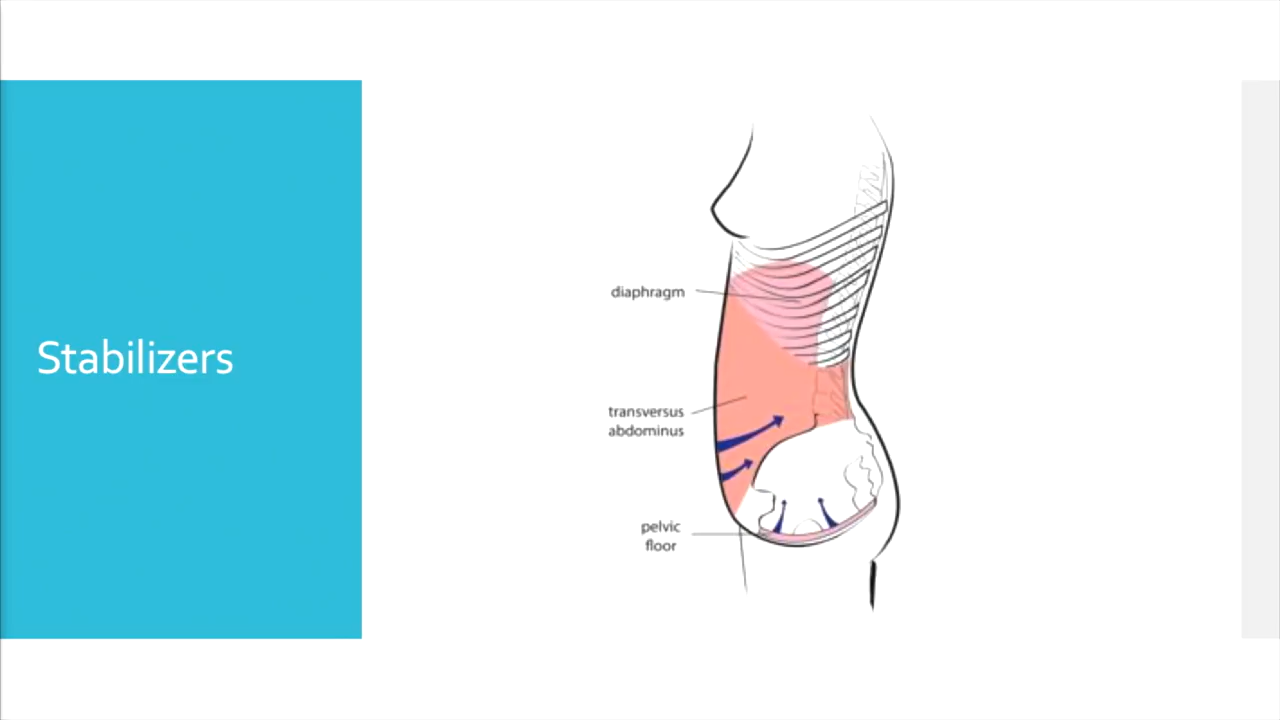 Stabilizers
diaphragm
transversus
abdominus
pelvic
floor